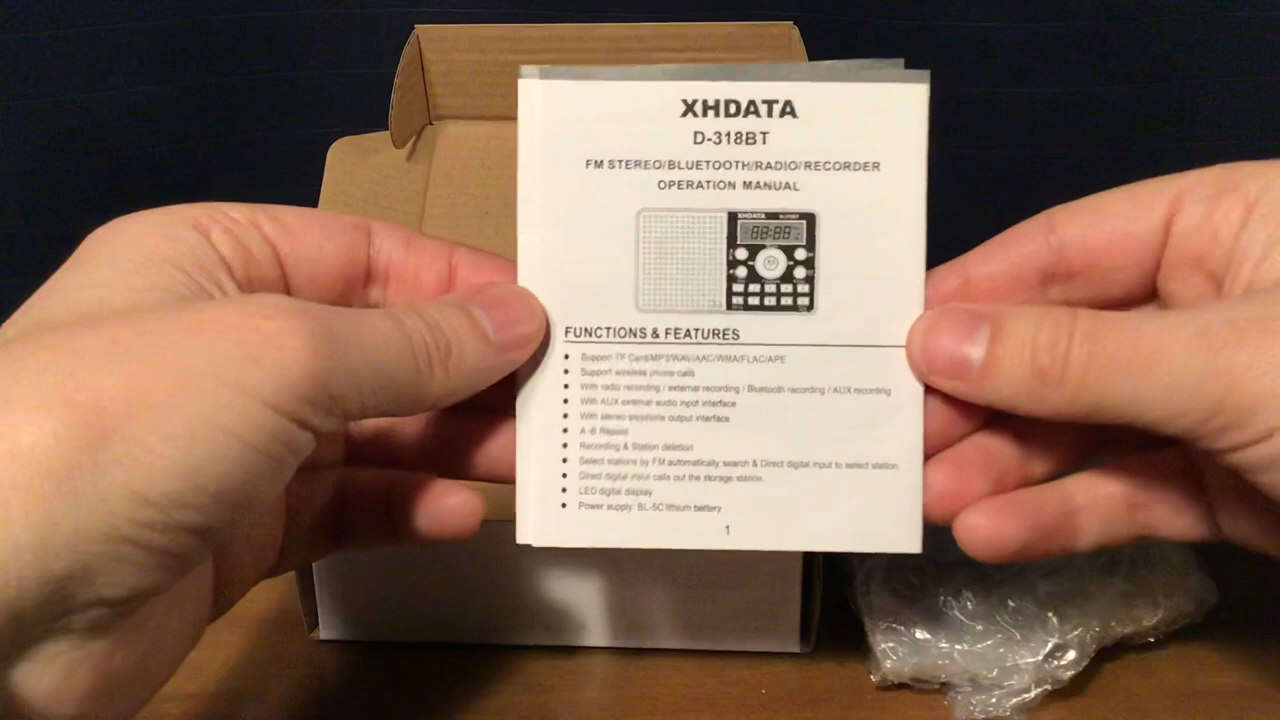 XHDATA
D-318BT
FM STEREO/BLUETOOTH/RADIO/RECORDER
OPERATION MANUAL
XHDATA D-318BT
88:88
FUNCTIONS & FEATURES
● Support TF Card/MP3/WAV/AAC/WMA/FLAC/APE
● Support wireless phone calls
● With radio recording / external recording / Bluetooth recording / AUX recording
● With AUX external audio input interface
● With stereo earphone output interface
● A -B Repeat
● Recording & Station deletion
● Select stations by FM automatically search & Direct digital input to select station.
● Direct digital input calls out the storage station.
● LED digital display
● Power supply: BL-5C lithium battery
1